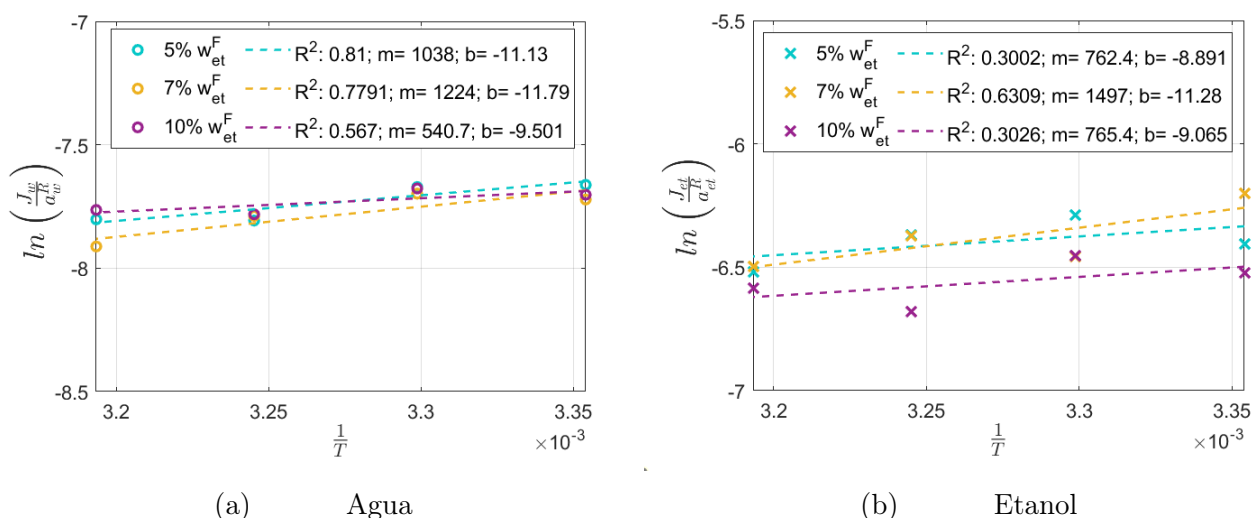 -7
5% w_et^F R²: 0.81; m= 1038; b= -11.13
7% w_et^F R²: 0.7791; m= 1224; b= -11.79
10% w_et^F R²: 0.567; m= 540.7; b= -9.501
-7.5
-8
-8.5
ln (J_w / a_w^R)
3.2 3.25 3.3 3.35
1/T
×10⁻³
(a) Agua
-5.5
5% w_et^F R²: 0.3002; m= 762.4; b= -8.891
7% w_et^F R²: 0.6309; m= 1497; b= -11.28
10% w_et^F R²: 0.3026; m= 765.4; b= -9.065
-6
-6.5
-7
ln (J_et / a_et^R)
3.2 3.25 3.3 3.35
1/T
×10⁻³
(b) Etanol